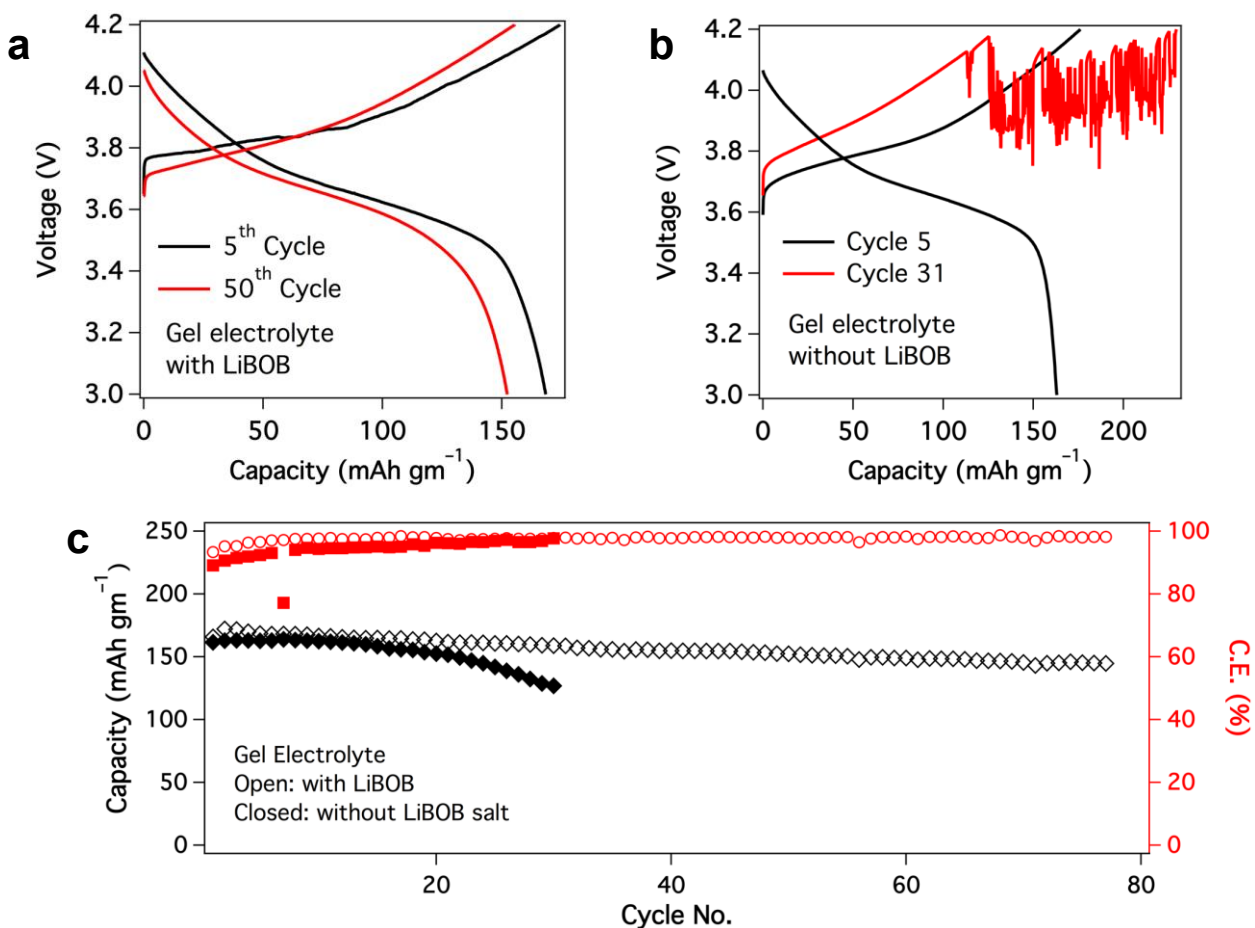 a
4.2
4.0
3.8
3.6
3.4
3.2
3.0
Voltage (V)
5th Cycle
50th Cycle
Gel electrolyte
with LiBOB
0
50
100
150
Capacity (mAh gm⁻¹)
b
4.2
4.0
3.8
3.6
3.4
3.2
3.0
Voltage (V)
Cycle 5
Cycle 31
Gel electrolyte
without LiBOB
0
50
100
150
200
Capacity (mAh gm⁻¹)
c
250
200
150
100
50
0
Capacity (mAh gm⁻¹)
Gel Electrolyte
Open: with LiBOB
Closed: without LiBOB salt
100
80
60
40
20
0
C.E. (%)
20
40
60
80
Cycle No.